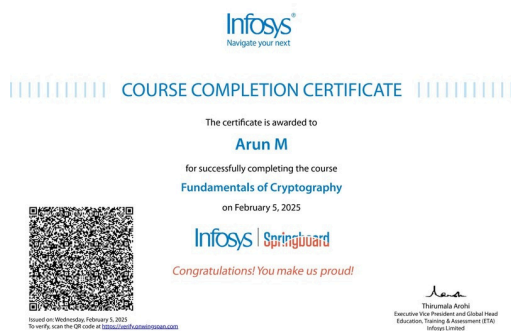 Infosys®
Navigate your next
COURSE COMPLETION CERTIFICATE
The certificate is awarded to
Arun M
for successfully completing the course
Fundamentals of Cryptography
on February 5, 2025
Infosys | Springboard
Congratulations! You make us proud!
Issued on: Wednesday, February 5, 2025
To verify, scan the QR code at https://verify.onwingspan.com
Thirumala Arohi
Executive Vice President and Global Head
Education, Training & Assessment (ETA)
Infosys Limited